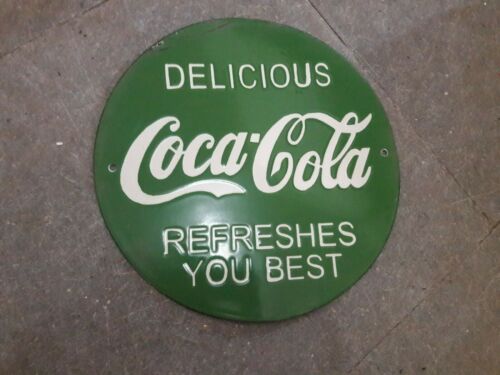 DELICIOUS
Coca-Cola
REFRESHES
YOU BEST